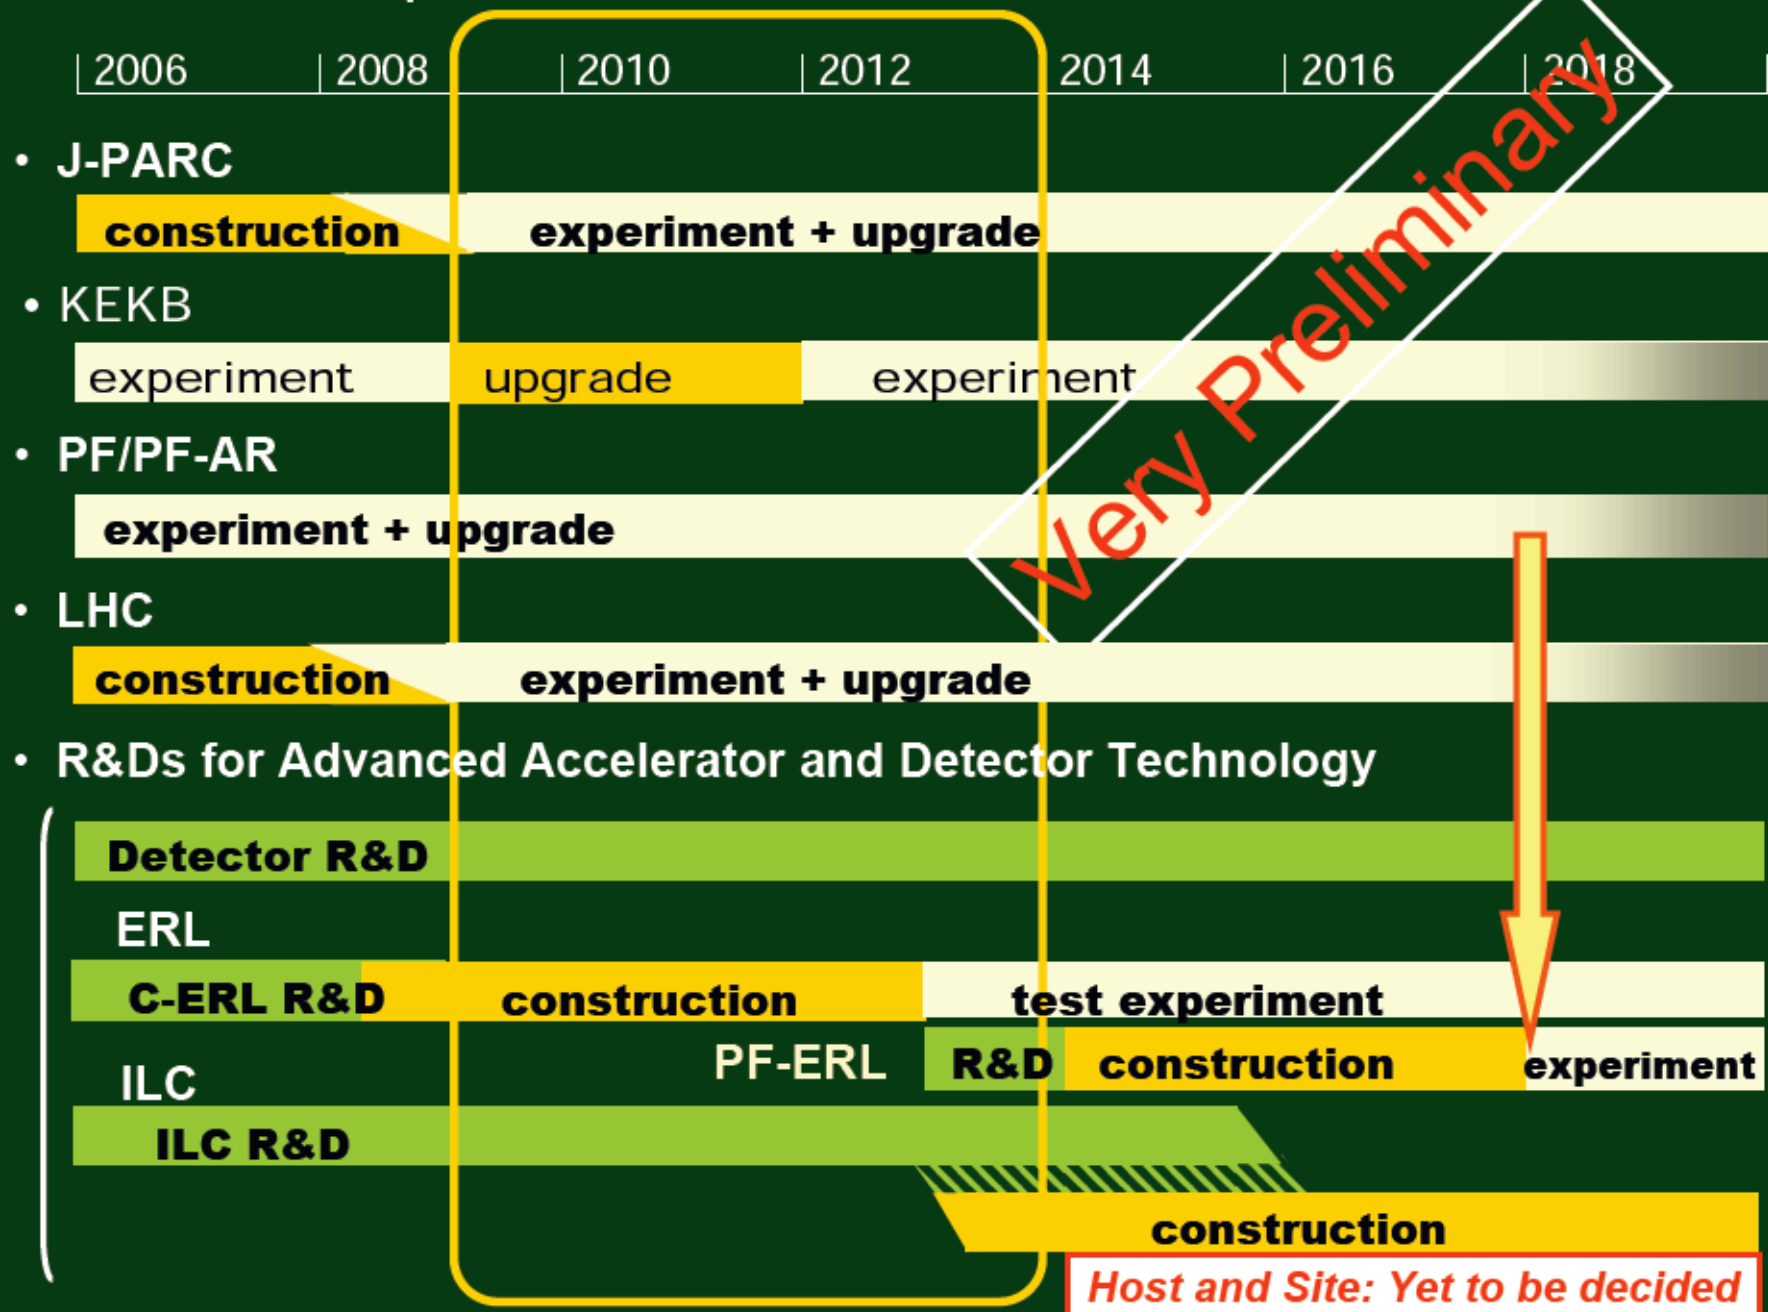 2006 2008 2010 2012 2014 2016 2018
Very Preliminary
• J-PARC
construction experiment + upgrade
• KEKB
experiment upgrade experiment
• PF/PF-AR
experiment + upgrade
• LHC
construction experiment + upgrade
• R&Ds for Advanced Accelerator and Detector Technology
Detector R&D
ERL
C-ERL R&D construction test experiment
PF-ERL R&D construction experiment
ILC
ILC R&D
construction
Host and Site: Yet to be decided